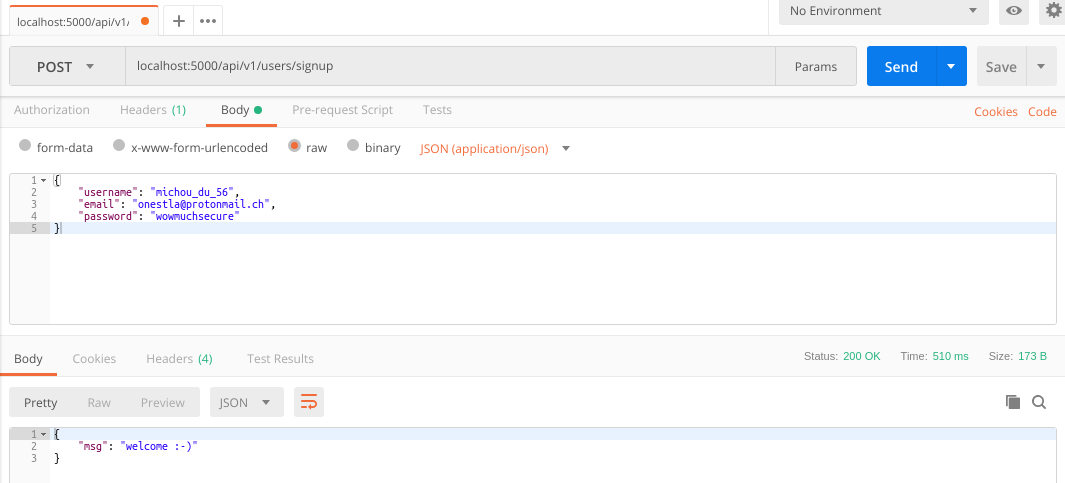 localhost:5000/api/v1/
No Environment
POST
localhost:5000/api/v1/users/signup
Params
Send
Save
Authorization
Headers (1)
Body
Pre-request Script
Tests
Cookies
Code
form-data
x-www-form-urlencoded
raw
binary
JSON (application/json)
1 {
2 "username": "michou_du_56",
3 "email": "onestla@protonmail.ch",
4 "password": "wowmuchsecure"
5 }
Body
Cookies
Headers (4)
Test Results
Status: 200 OK
Time: 510 ms
Size: 173 B
Pretty
Raw
Preview
JSON
1 {
2 "msg": "welcome :-)"
3 }